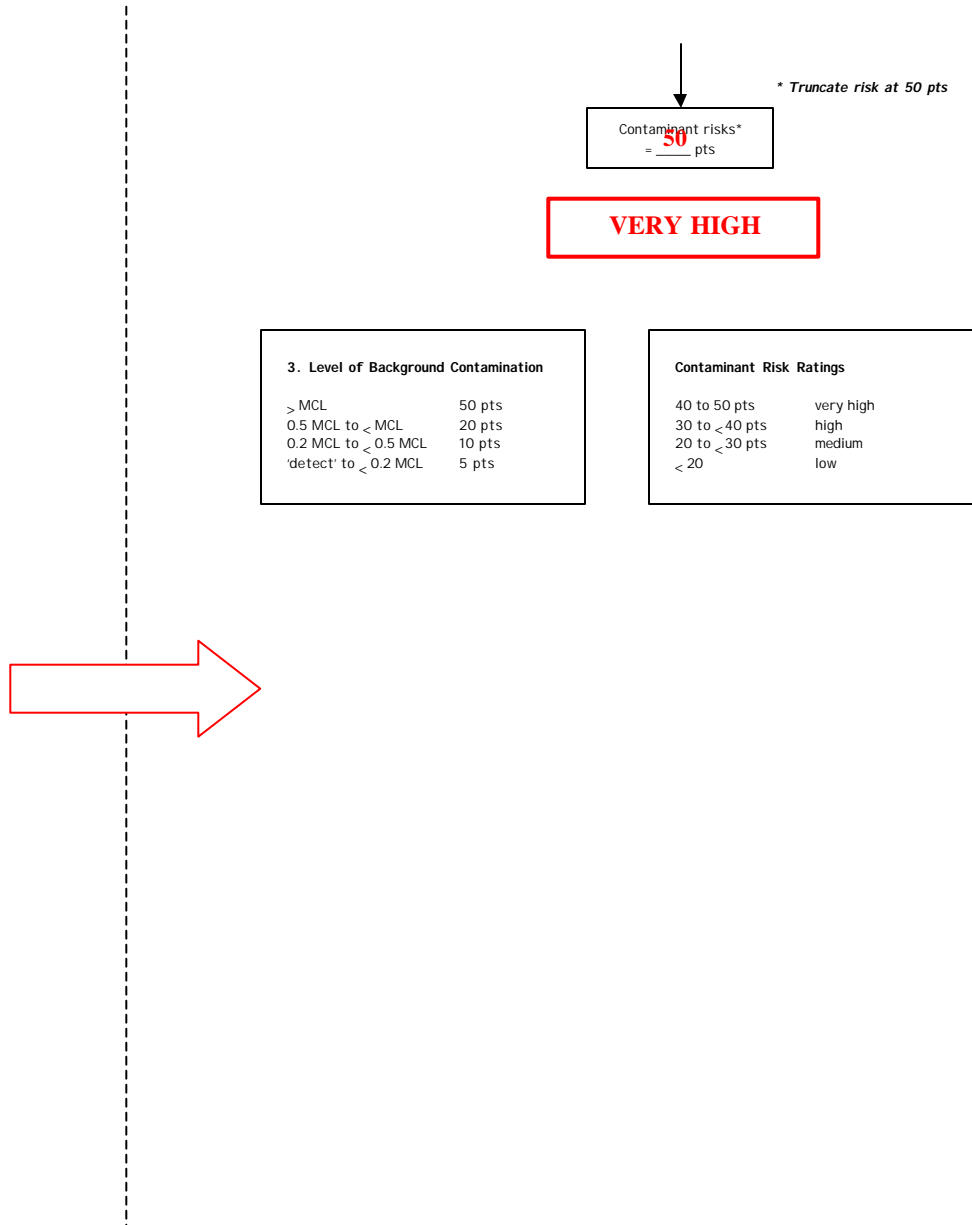 * Truncate risk at 50 pts
Contaminant risks*
= 50 pts
VERY HIGH
3. Level of Background Contamination
> MCL 50 pts
0.5 MCL to < MCL 20 pts
0.2 MCL to < 0.5 MCL 10 pts
'detect' to < 0.2 MCL 5 pts
Contaminant Risk Ratings
40 to 50 pts very high
30 to < 40 pts high
20 to < 30 pts medium
< 20 low